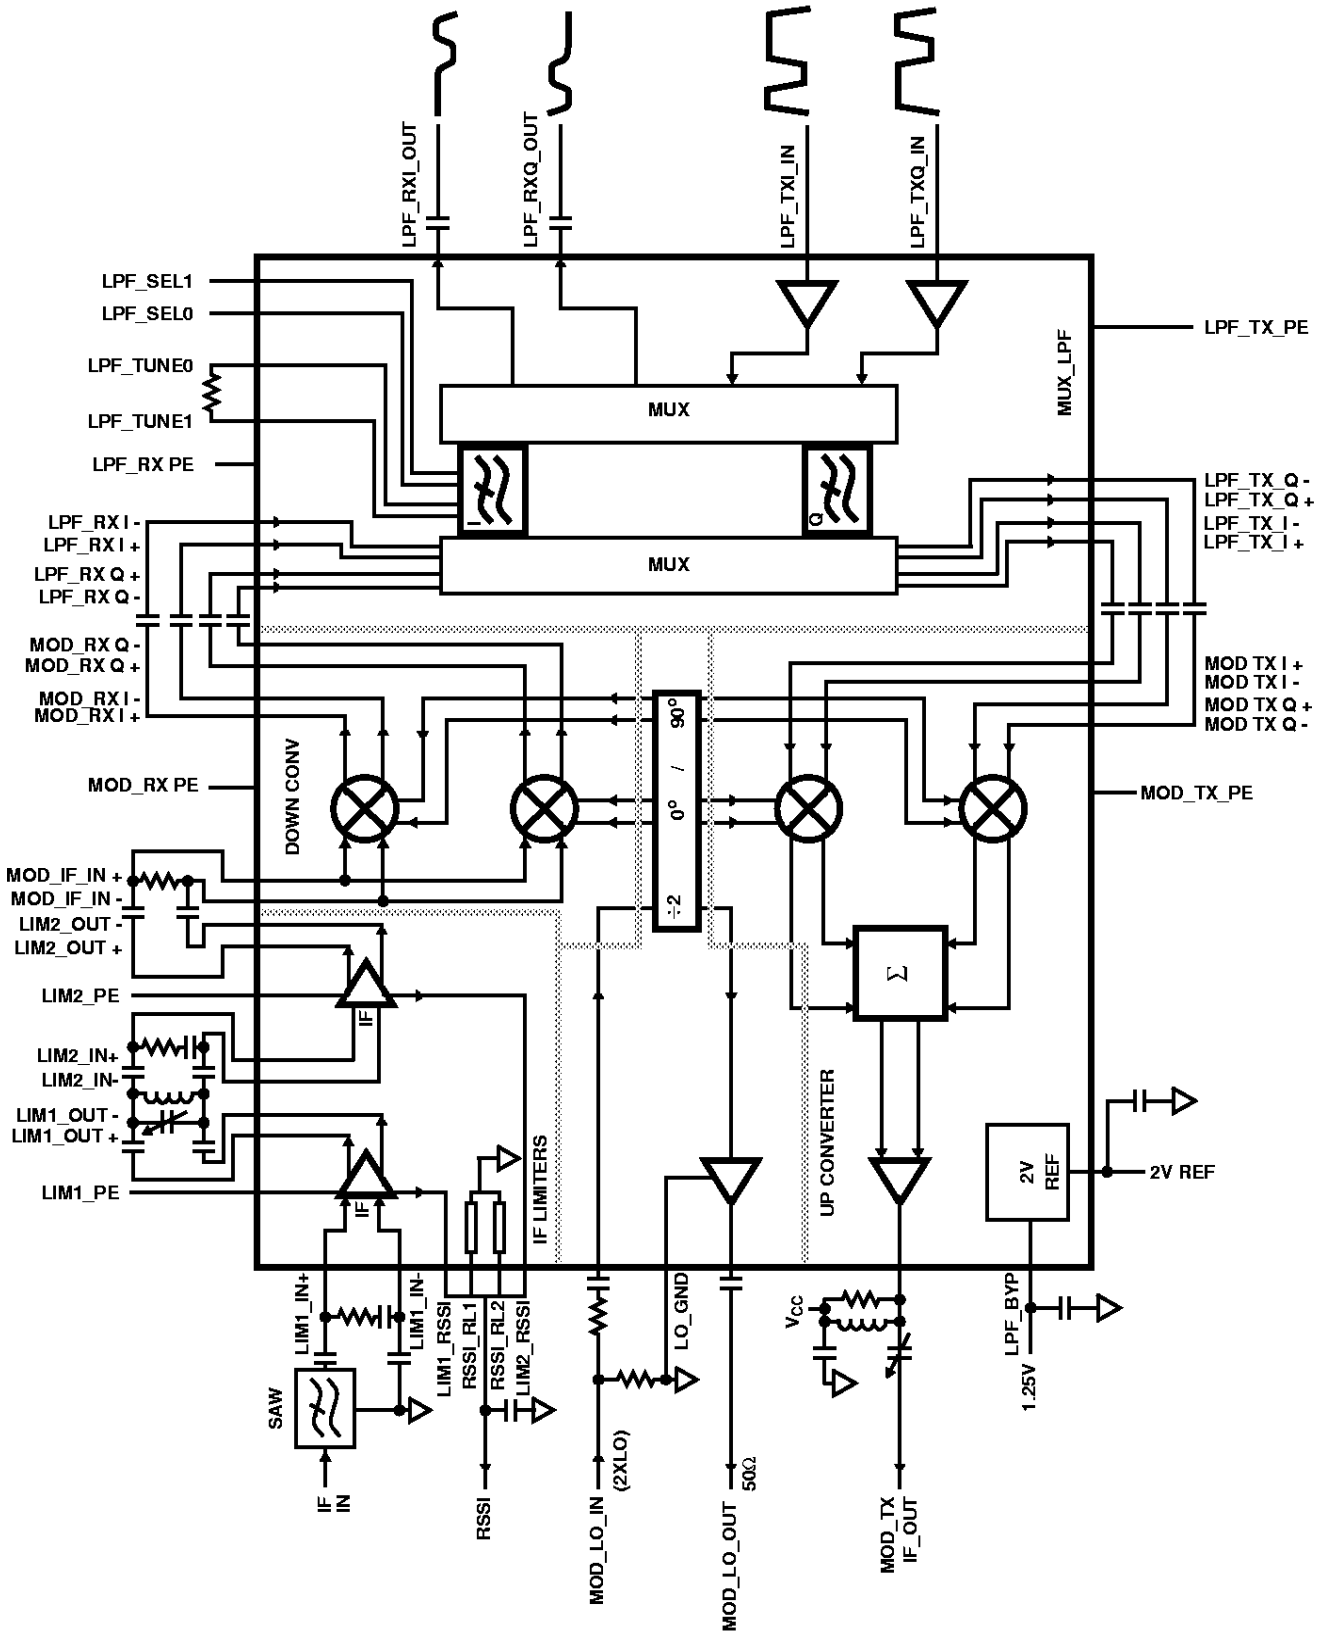 LPF_RXI_OUT
LPF_RXQ_OUT
LPF_TXI_IN
LPF_TXQ_IN
LPF_SEL1
LPF_SEL0
LPF_TUNE0
LPF_TUNE1
LPF_RX PE
LPF_RX I -
LPF_RX I +
LPF_RX Q +
LPF_RX Q -
MOD_RX Q -
MOD_RX Q +
MOD_RX I -
MOD_RX I +
MOD_RX PE
MOD_IF_IN +
MOD_IF_IN -
LIM2_OUT -
LIM2_OUT +
LIM2_PE
LIM2_IN+
LIM2_IN-
LIM1_OUT -
LIM1_OUT +
LIM1_PE
MUX_LPF
MUX
I
Q
MUX
DOWN CONV
0° / 90°
÷2
Σ
IF
IF
IF LIMITERS
UP CONVERTER
2V
REF
LPF_TX_PE
LPF_TX_Q -
LPF_TX_Q +
LPF_TX_I -
LPF_TX_I +
MOD TX I +
MOD TX I -
MOD TX Q +
MOD TX Q -
MOD_TX_PE
2V REF
LIM1_IN+
LIM1_IN-
LIM1_RSSI
RSSI_RL1
RSSI_RL2
LIM2_RSSI
LO_GND
VCC
LPF_BYP
1.25V
SAW
IF
IN
RSSI
MOD_LO_IN
(2XLO)
MOD_LO_OUT
50Ω
MOD_TX
IF_OUT